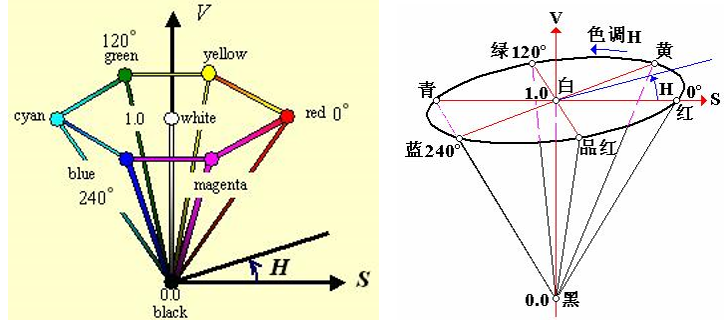 V
120°
green
yellow
cyan
1.0
white
red 0°
blue
magenta
240°
H
S
0.0
black
V
色调H
绿120°
黄
青
白
1.0
H
0°
S
红
蓝240°
品红
0.0
黑